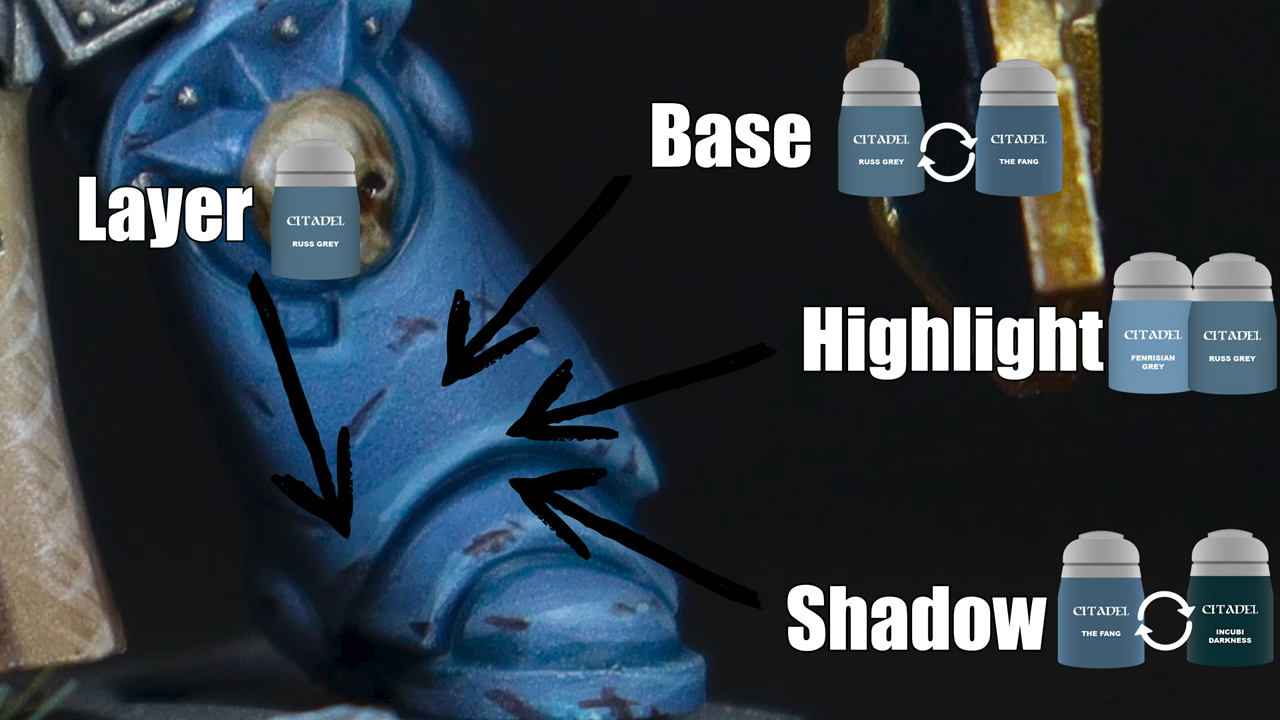 Base
CITADEL
RUSS GREY
CITADEL
THE FANG
Layer
CITADEL
RUSS GREY
Highlight
CITADEL
FENRISIAN
GREY
CITADEL
RUSS GREY
Shadow
CITADEL
THE FANG
CITADEL
INCUBI
DARKNESS